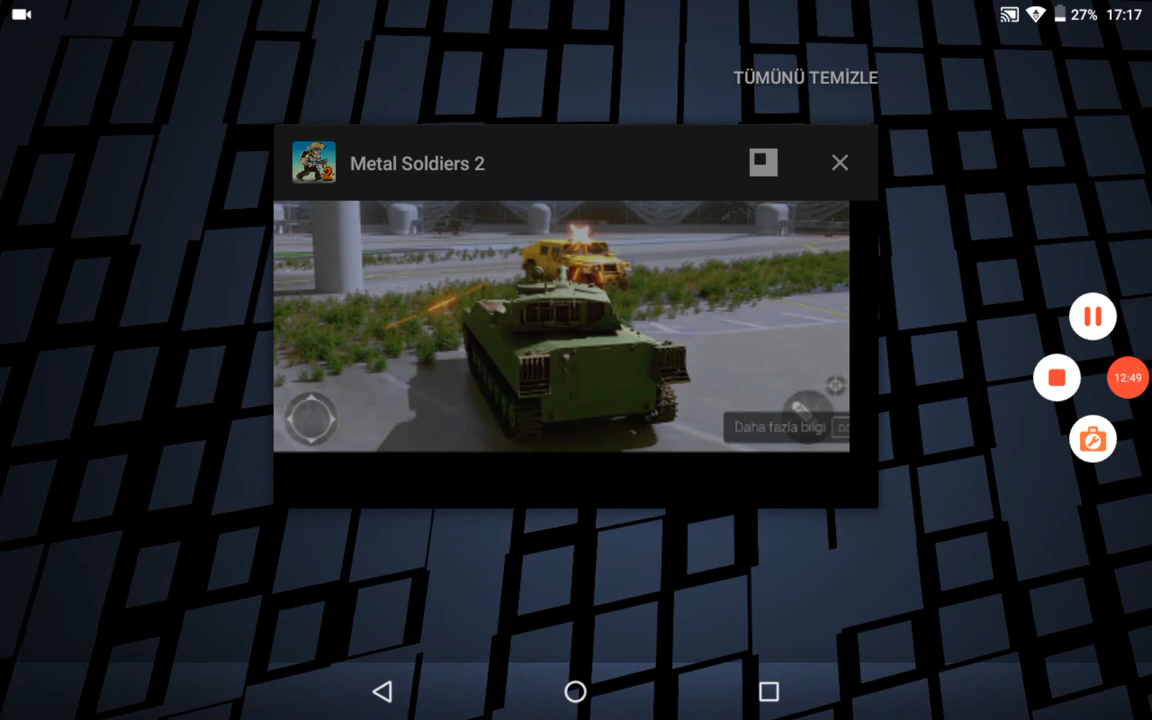 27% 17:17
TÜMÜNÜ TEMİZLE
Metal Soldiers 2
12:49
Daha fazla bilgi